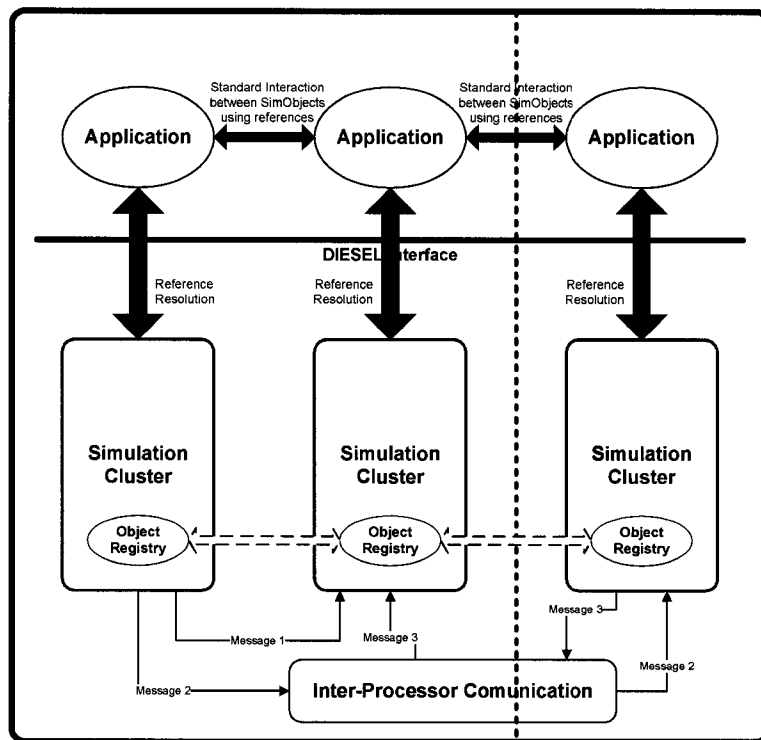 Standard Interaction
between SimObjects
using references
Standard Interaction
between SimObjects
using references
Application
Application
Application
DIESEL Interface
Reference
Resolution
Reference
Resolution
Reference
Resolution
Simulation
Cluster
Simulation
Cluster
Simulation
Cluster
Object
Registry
Object
Registry
Object
Registry
Message 1
Message 3
Message 3
Message 2
Inter-Processor Comunication
Message 2